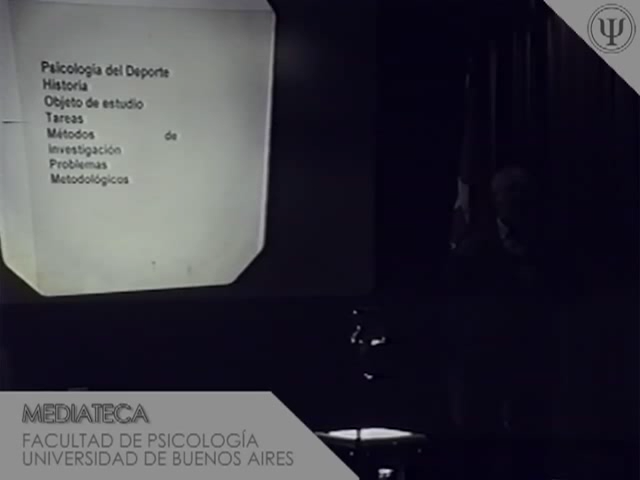 Psicología del Deporte
Historia
Objeto de estudio
Tareas
Métodos de
Investigación
Problemas
Metodológicos
Ψ
MEDIATECA
FACULTAD DE PSICOLOGÍA
UNIVERSIDAD DE BUENOS AIRES